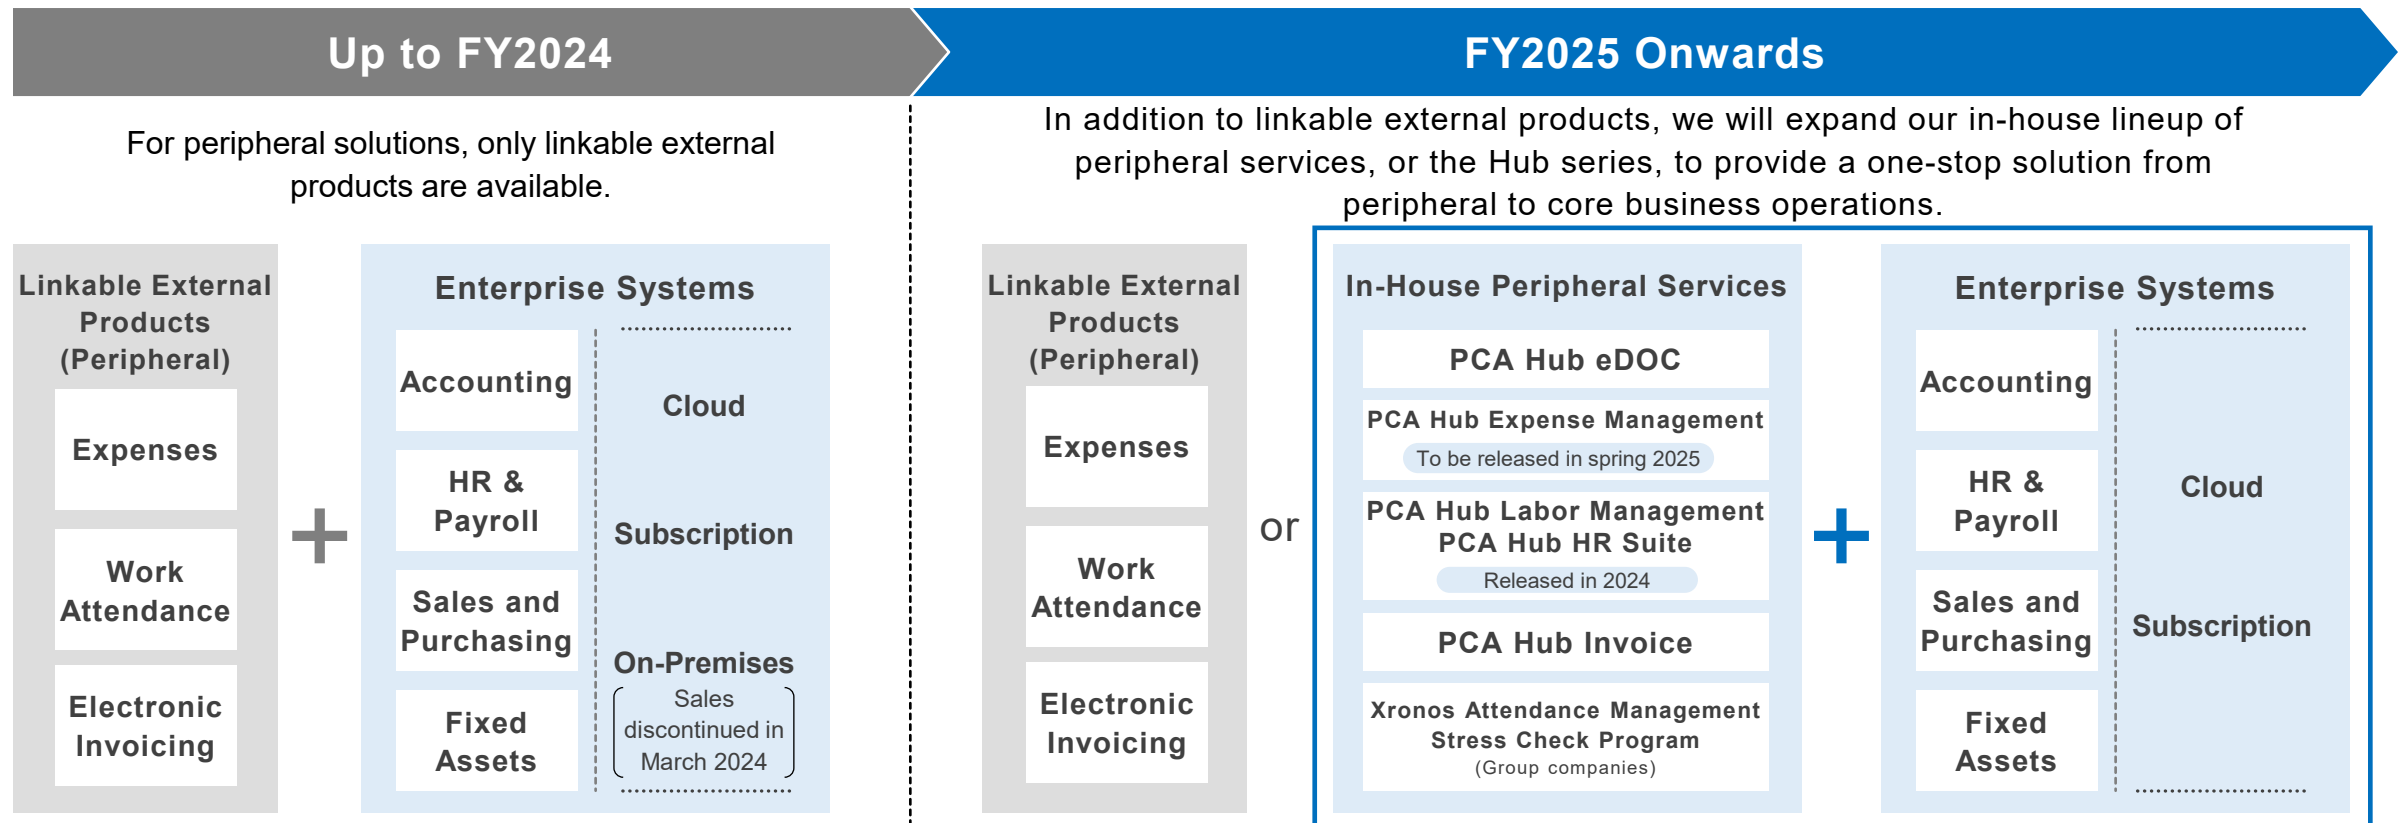 Up to FY2024
For peripheral solutions, only linkable external
products are available.
Linkable External
Products
(Peripheral)
Expenses
Work
Attendance
Electronic
Invoicing
+
Enterprise Systems
Accounting
HR &
Payroll
Sales and
Purchasing
Fixed
Assets
Cloud
Subscription
On-Premises
Sales
discontinued in
March 2024
FY2025 Onwards
In addition to linkable external products, we will expand our in-house lineup of
peripheral services, or the Hub series, to provide a one-stop solution from
peripheral to core business operations.
Linkable External
Products
(Peripheral)
Expenses
Work
Attendance
Electronic
Invoicing
or
In-House Peripheral Services
PCA Hub eDOC
PCA Hub Expense Management
To be released in spring 2025
PCA Hub Labor Management
PCA Hub HR Suite
Released in 2024
PCA Hub Invoice
Xronos Attendance Management
Stress Check Program
(Group companies)
+
Enterprise Systems
Accounting
HR &
Payroll
Sales and
Purchasing
Fixed
Assets
Cloud
Subscription